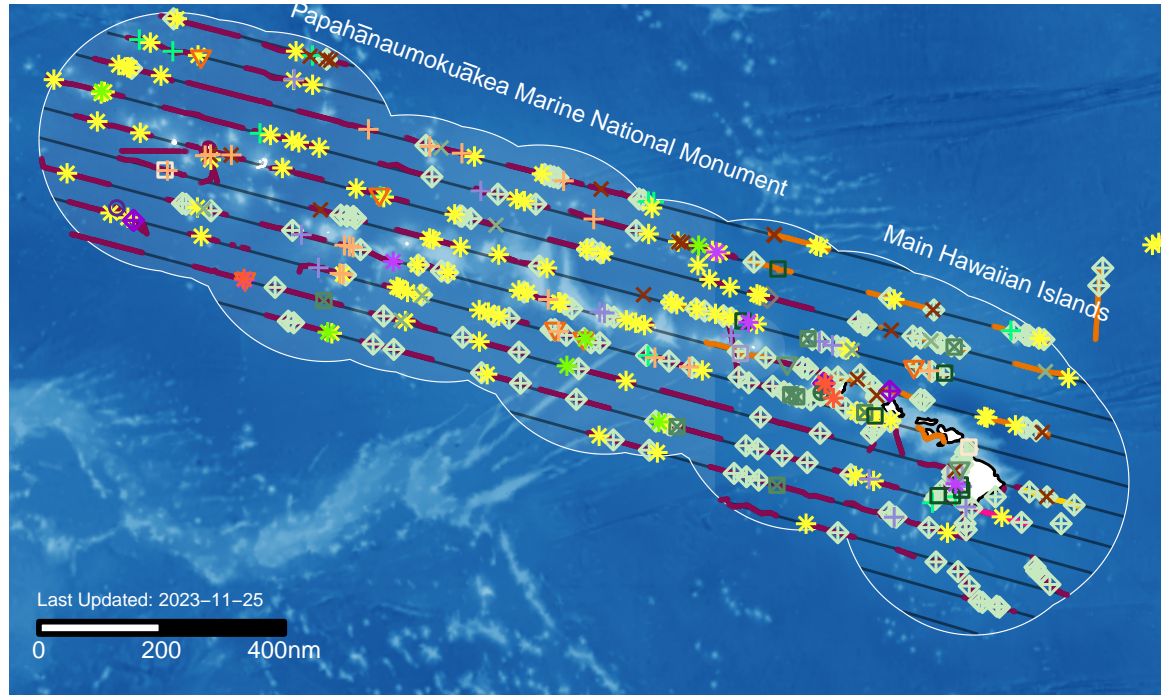 Papahānaumokuākea Marine National Monument
Main Hawaiian Islands
Last Updated: 2023−11−25
0 200 400nm